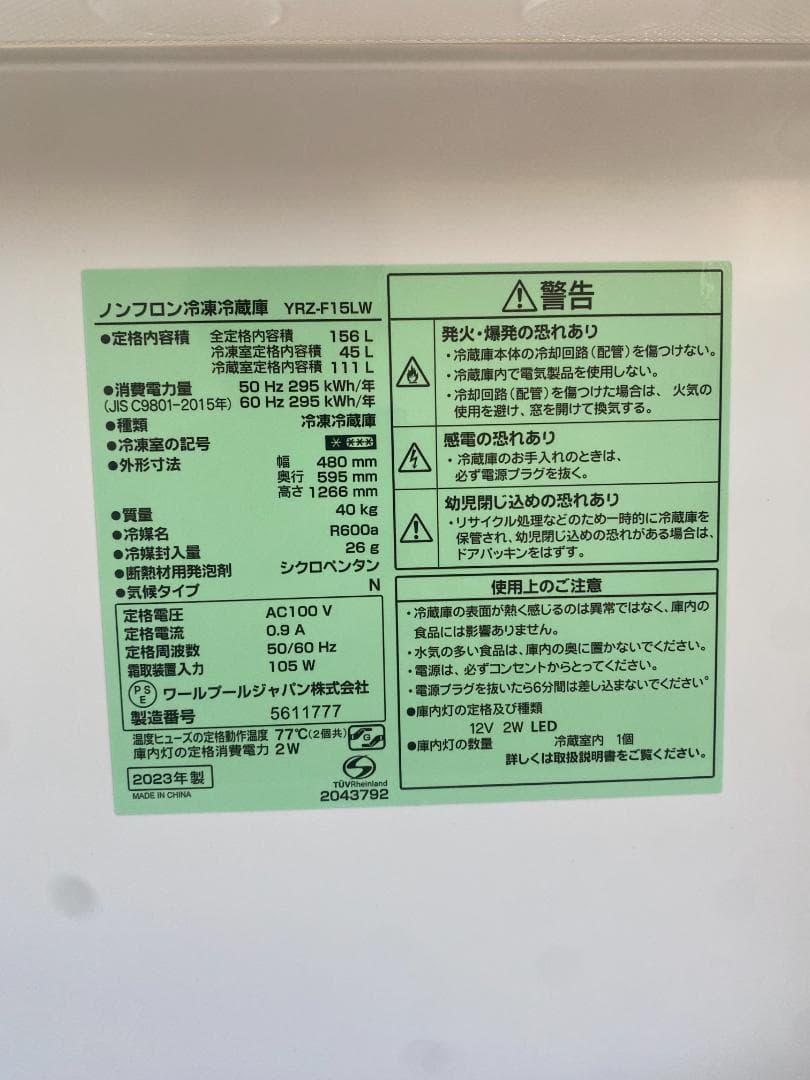 ノンフロン冷凍冷蔵庫 YRZ-F15LW
●定格内容積 全定格内容積 156 L
冷凍室定格内容積 45 L
冷蔵室定格内容積 111 L
●消費電力量 50 Hz 295 kWh/年
(JIS C9801-2015年) 60 Hz 295 kWh/年
●種類 冷凍冷蔵庫
●冷凍室の記号 * ***
●外形寸法 幅 480 mm
奥行 595 mm
高さ 1266 mm
●質量 40 kg
●冷媒名 R600a
●冷媒封入量 26 g
●断熱材用発泡剤 シクロペンタン
●気候タイプ N
定格電圧 AC100 V
定格電流 0.9 A
定格周波数 50/60 Hz
霜取装置入力 105 W
PSE ワールプールジャパン株式会社
製造番号 5611777
温度ヒューズの定格動作温度 77℃(2個共)
G
庫内灯の定格消費電力 2 W
2023年 製
MADE IN CHINA
TÜVRheinland
2043792
警告
発火・爆発の恐れあり
・冷蔵庫本体の冷却回路(配管)を傷つけない。
・冷蔵庫内で電気製品を使用しない。
・冷却回路(配管)を傷つけた場合は、火気の
使用を避け、窓を開けて換気する。
感電の恐れあり
・冷蔵庫のお手入れのときは、
必ず電源プラグを抜く。
幼児閉じ込めの恐れあり
・リサイクル処理などのため一時的に冷蔵庫を
保管され、幼児閉じ込めの恐れがある場合は、
ドアパッキンをはずす。
使用上のご注意
・冷蔵庫の表面が熱く感じるのは異常ではなく、庫内の
食品には影響ありません。
・水気の多い食品は、庫内の奥に置かないでください。
・電源は、必ずコンセントからとってください。
・電源プラグを抜いたら6分間は差し込まないでください。
●庫内灯の定格及び種類
12V 2W LED
●庫内灯の数量 冷蔵室内 1個
詳しくは取扱説明書をご覧ください。